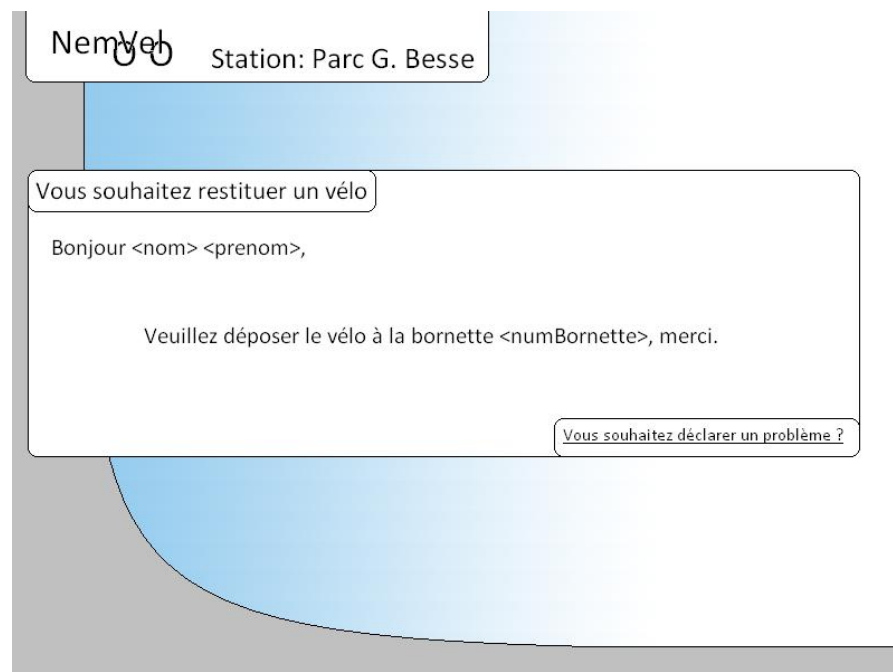 NemVel
Station: Parc G. Besse
Vous souhaitez restituer un vélo
Bonjour <nom> <prenom>,
Veuillez déposer le vélo à la bornette <numBornette>, merci.
Vous souhaitez déclarer un problème ?